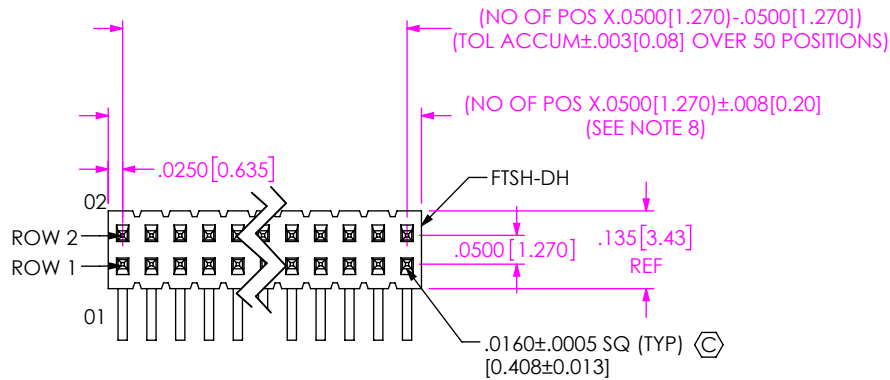 (NO OF POS X.0500[1.270]-.0500[1.270])
(TOL ACCUM±.003[0.08] OVER 50 POSITIONS)
(NO OF POS X.0500[1.270)±.008[0.20]
(SEE NOTE 8)
.0250[0.635]
FTSH-DH
02
ROW 2
ROW 1
.0500[1.270]
.135[3.43]
REF
01
.0160±.0005 SQ (TYP) C
[0.408±0.013]